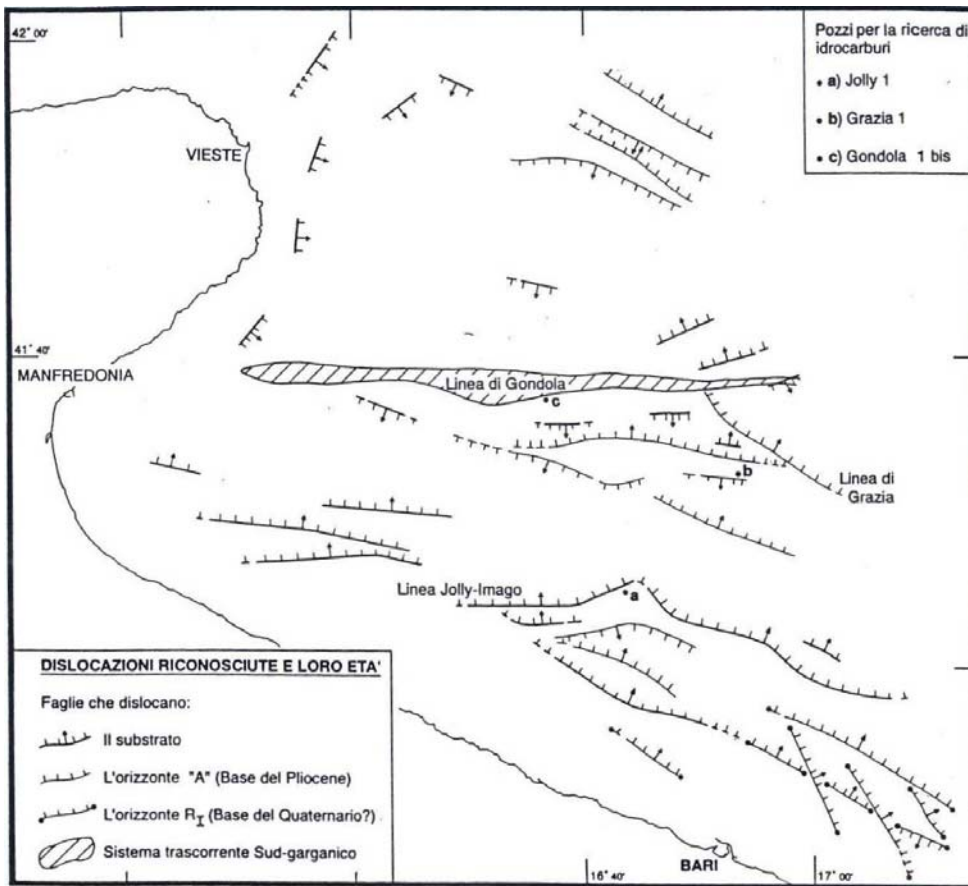 42° 00'
Pozzi per la ricerca di
idrocarburi
• a) Jolly 1
• b) Grazia 1
• c) Gondola 1 bis
VIESTE
41° 40'
MANFREDONIA
Linea di Gondola
c
b
Linea di
Grazia
Linea Jolly-Imago
a
DISLOCAZIONI RICONOSCIUTE E LORO ETA'
Faglie che dislocano:
Il substrato
L'orizzonte "A" (Base del Pliocene)
L'orizzonte R I (Base del Quaternario?)
Sistema trascorrente Sud-garganico
BARI
16° 40'
17° 00'